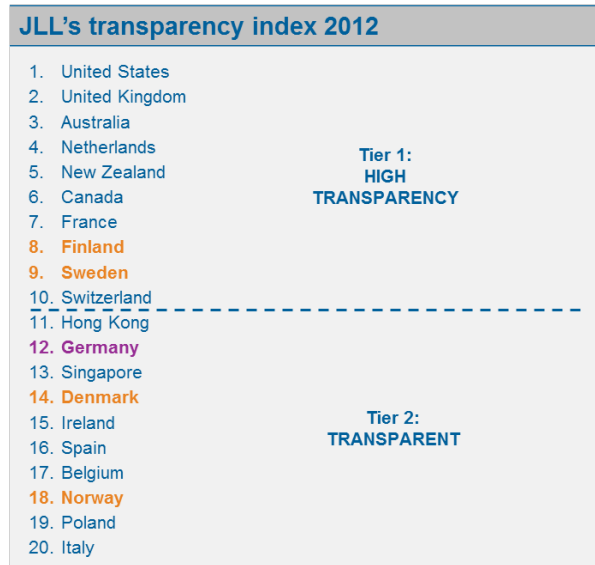 JLL's transparency index 2012
1. United States
2. United Kingdom
3. Australia
4. Netherlands
5. New Zealand
6. Canada
7. France
8. Finland
9. Sweden
10. Switzerland
Tier 1:
HIGH
TRANSPARENCY
11. Hong Kong
12. Germany
13. Singapore
14. Denmark
15. Ireland
16. Spain
17. Belgium
18. Norway
19. Poland
20. Italy
Tier 2:
TRANSPARENT